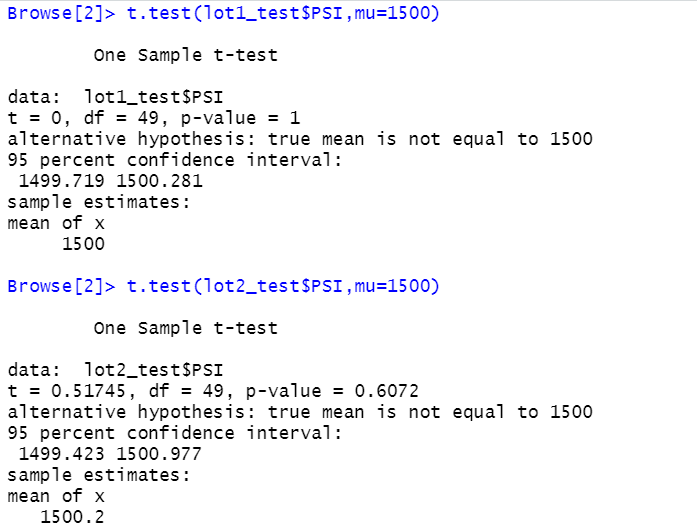 Browse[2]> t.test(lot1_test$PSI,mu=1500)
One Sample t-test
data:  lot1_test$PSI
t = 0, df = 49, p-value = 1
alternative hypothesis: true mean is not equal to 1500
95 percent confidence interval:
1499.719 1500.281
sample estimates:
mean of x
1500
Browse[2]> t.test(lot2_test$PSI,mu=1500)
One Sample t-test
data:  lot2_test$PSI
t = 0.51745, df = 49, p-value = 0.6072
alternative hypothesis: true mean is not equal to 1500
95 percent confidence interval:
1499.423 1500.977
sample estimates:
mean of x
1500.2